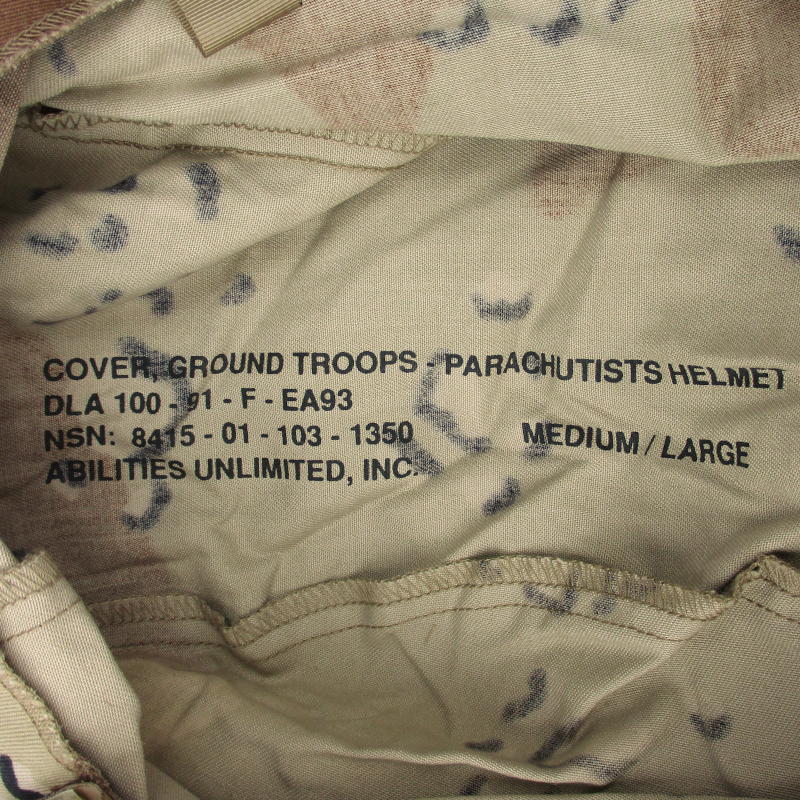 COVER, GROUND TROOPS - PARACHUTISTS HELMET
DLA 100 - 91 - F - EA93
NSN: 8415 - 01 - 103 - 1350 MEDIUM / LARGE
ABILITIES UNLIMITED, INC.